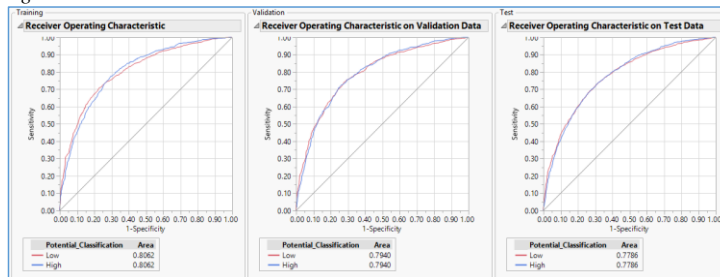 Training
Receiver Operating Characteristic
1.00
0.90
0.80
0.70
0.60
0.50
0.40
0.30
0.20
0.10
0.00
Sensitivity
0.00 0.10 0.20 0.30 0.40 0.50 0.60 0.70 0.80 0.90 1.00
1-Specificity
Potential_Classification Area
Low 0.8062
High 0.8062
Validation
Receiver Operating Characteristic on Validation Data
1.00
0.90
0.80
0.70
0.60
0.50
0.40
0.30
0.20
0.10
0.00
Sensitivity
0.00 0.10 0.20 0.30 0.40 0.50 0.60 0.70 0.80 0.90 1.00
1-Specificity
Potential_Classification Area
Low 0.7940
High 0.7940
Test
Receiver Operating Characteristic on Test Data
1.00
0.90
0.80
0.70
0.60
0.50
0.40
0.30
0.20
0.10
0.00
Sensitivity
0.00 0.10 0.20 0.30 0.40 0.50 0.60 0.70 0.80 0.90 1.00
1-Specificity
Potential_Classification Area
Low 0.7786
High 0.7786